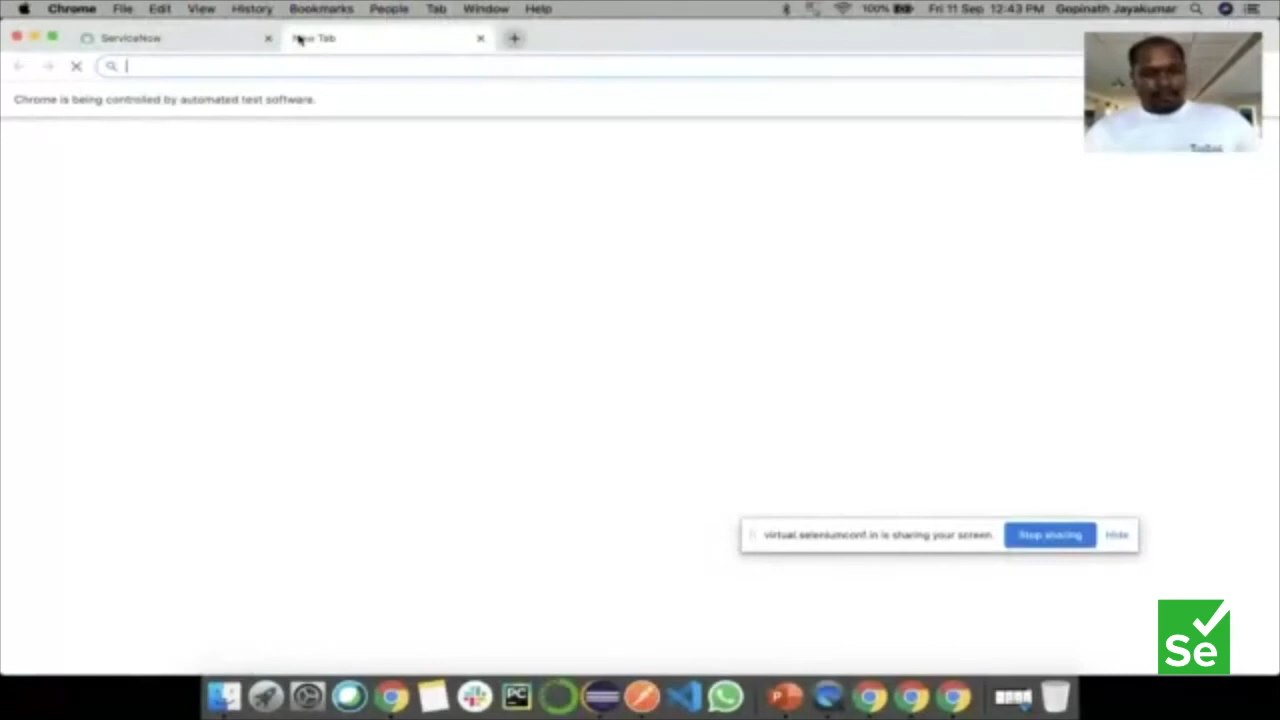 Chrome File Edit View History Bookmarks People Tab Window Help 100% Fri 11 Sep 12:43 PM Gopinath Jayakumar
ServiceNow New Tab
Chrome is being controlled by automated test software.
virtual.seleniumconf.in is sharing your screen. Stop sharing Hide
Se
PC